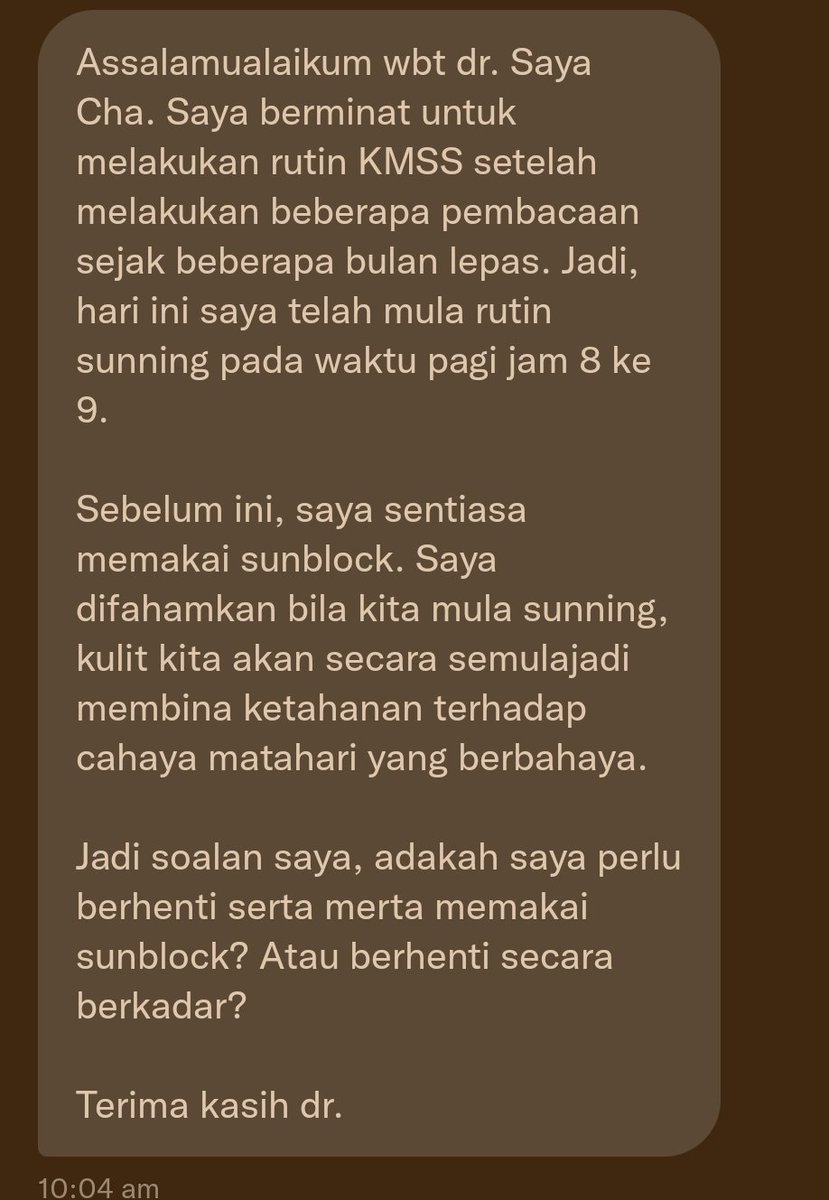 Assalamualaikum wbt dr. Saya
Cha. Saya berminat untuk
melakukan rutin KMSS setelah
melakukan beberapa pembacaan
sejak beberapa bulan lepas. Jadi,
hari ini saya telah mula rutin
sunning pada waktu pagi jam 8 ke
9.
Sebelum ini, saya sentiasa
memakai sunblock. Saya
difahamkan bila kita mula sunning,
kulit kita akan secara semulajadi
membina ketahanan terhadap
cahaya matahari yang berbahaya.
Jadi soalan saya, adakah saya perlu
berhenti serta merta memakai
sunblock? Atau berhenti secara
berkadar?
Terima kasih dr.
10:04 am